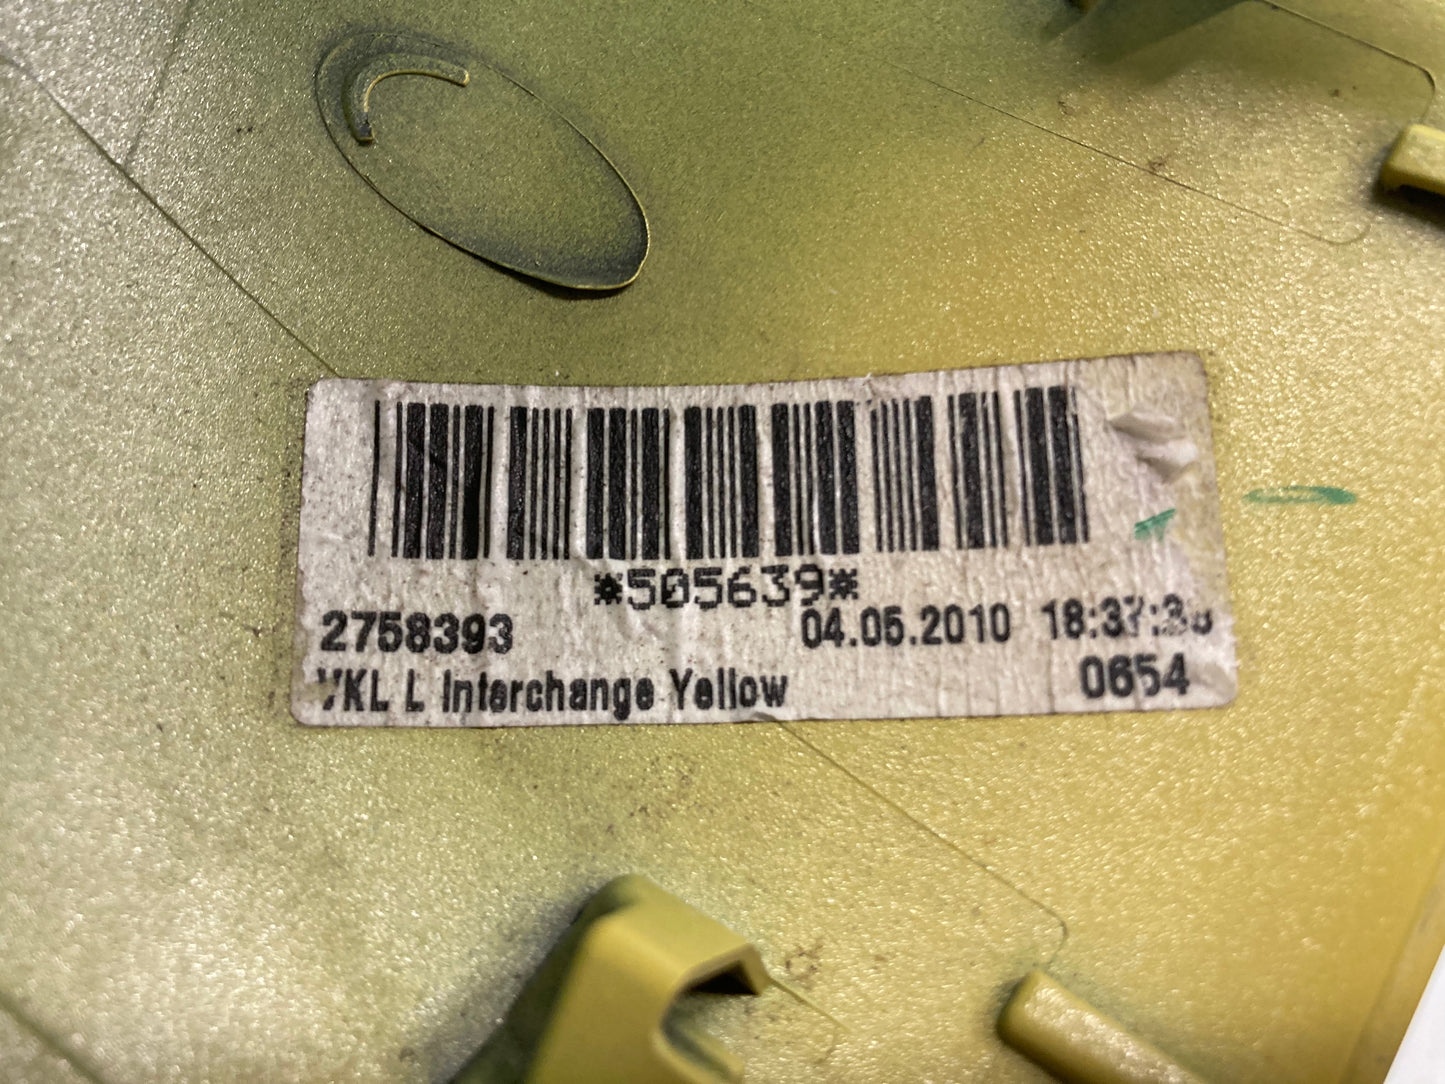 *505639*
2758393 04.05.2010
L Interchange Yellow 0654